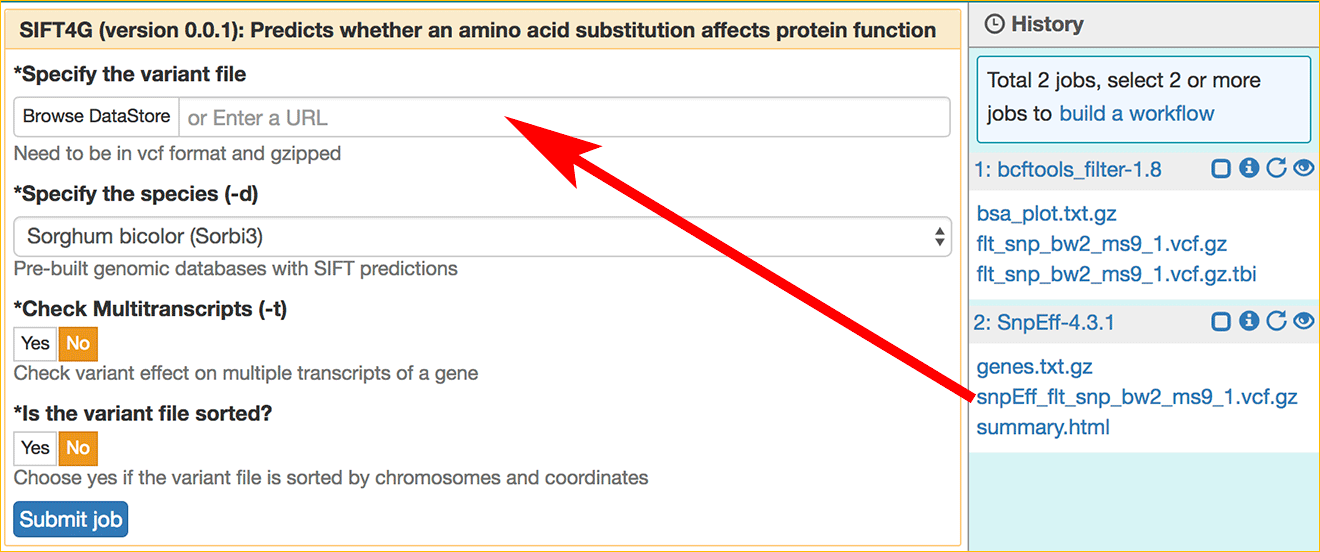 SIFT4G (version 0.0.1): Predicts whether an amino acid substitution affects protein function
*Specify the variant file
Browse DataStore or Enter a URL
Need to be in vcf format and gzipped
*Specify the species (-d)
Sorghum bicolor (Sorbi3)
Pre-built genomic databases with SIFT predictions
*Check Multitranscripts (-t)
Yes No
Check variant effect on multiple transcripts of a gene
*Is the variant file sorted?
Yes No
Choose yes if the variant file is sorted by chromosomes and coordinates
Submit job
History
Total 2 jobs, select 2 or more
jobs to build a workflow
1: bcftools_filter-1.8
bsa_plot.txt.gz
flt_snp_bw2_ms9_1.vcf.gz
flt_snp_bw2_ms9_1.vcf.gz.tbi
2: SnpEff-4.3.1
genes.txt.gz
snpEff_flt_snp_bw2_ms9_1.vcf.gz
summary.html